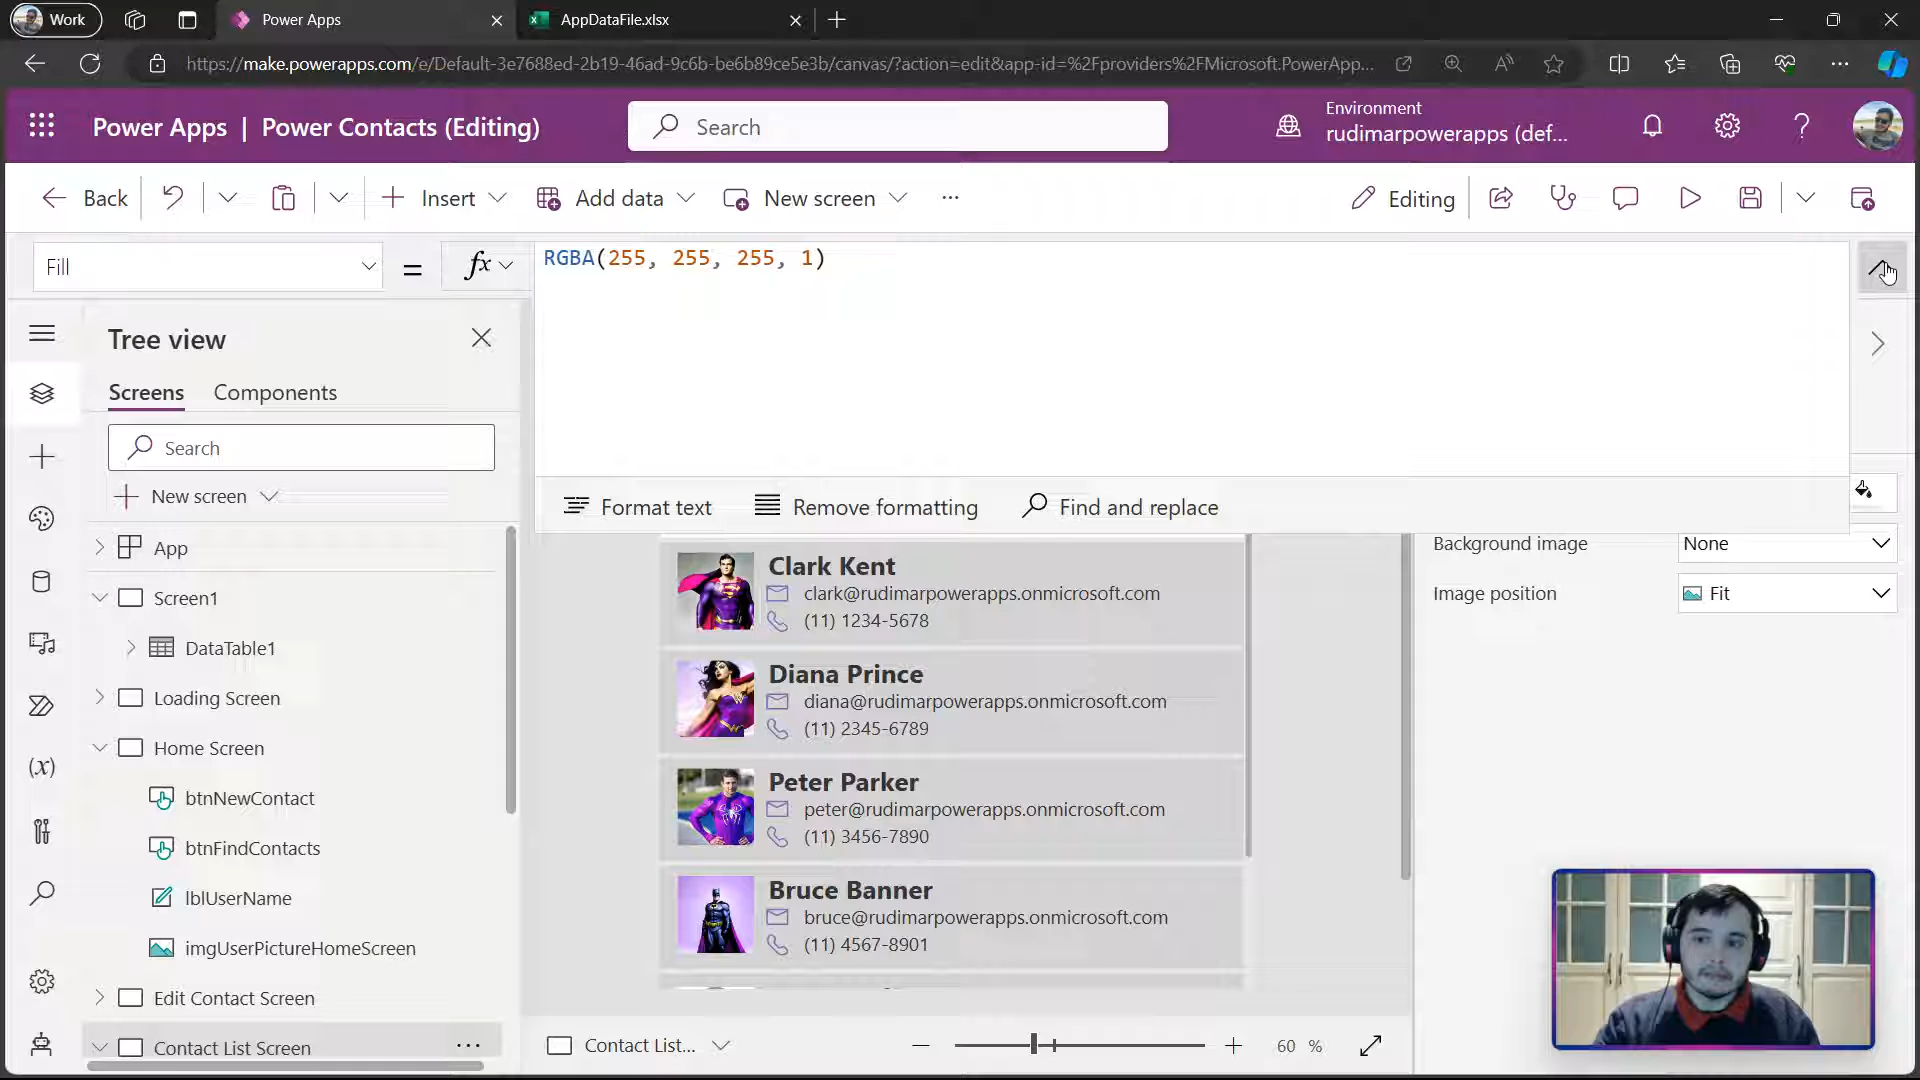 Work
Power Apps
AppDataFile.xlsx
https://make.powerapps.com/e/Default-3e7688ed-2b19-46ad-9c6b-be6b89ce5e3b/canvas/?action=edit&app-id=%2Fproviders%2FMicrosoft.PowerApp...
Power Apps | Power Contacts (Editing)
Search
Environment
rudimarpowerapps (def...
Back
Insert
Add data
New screen
...
Editing
Fill
=
fx
RGBA(255, 255, 255, 1)
Tree view
Screens
Components
Search
New screen
Format text
Remove formatting
Find and replace
App
Screen1
DataTable1
Loading Screen
Home Screen
btnNewContact
btnFindContacts
lblUserName
imgUserPictureHomeScreen
Edit Contact Screen
Contact List Screen
...
(x)
Clark Kent
clark@rudimarpowerapps.onmicrosoft.com
(11) 1234-5678
Diana Prince
diana@rudimarpowerapps.onmicrosoft.com
(11) 2345-6789
Peter Parker
peter@rudimarpowerapps.onmicrosoft.com
(11) 3456-7890
Bruce Banner
bruce@rudimarpowerapps.onmicrosoft.com
(11) 4567-8901
Background image
None
Image position
Fit
Contact List...
60 %